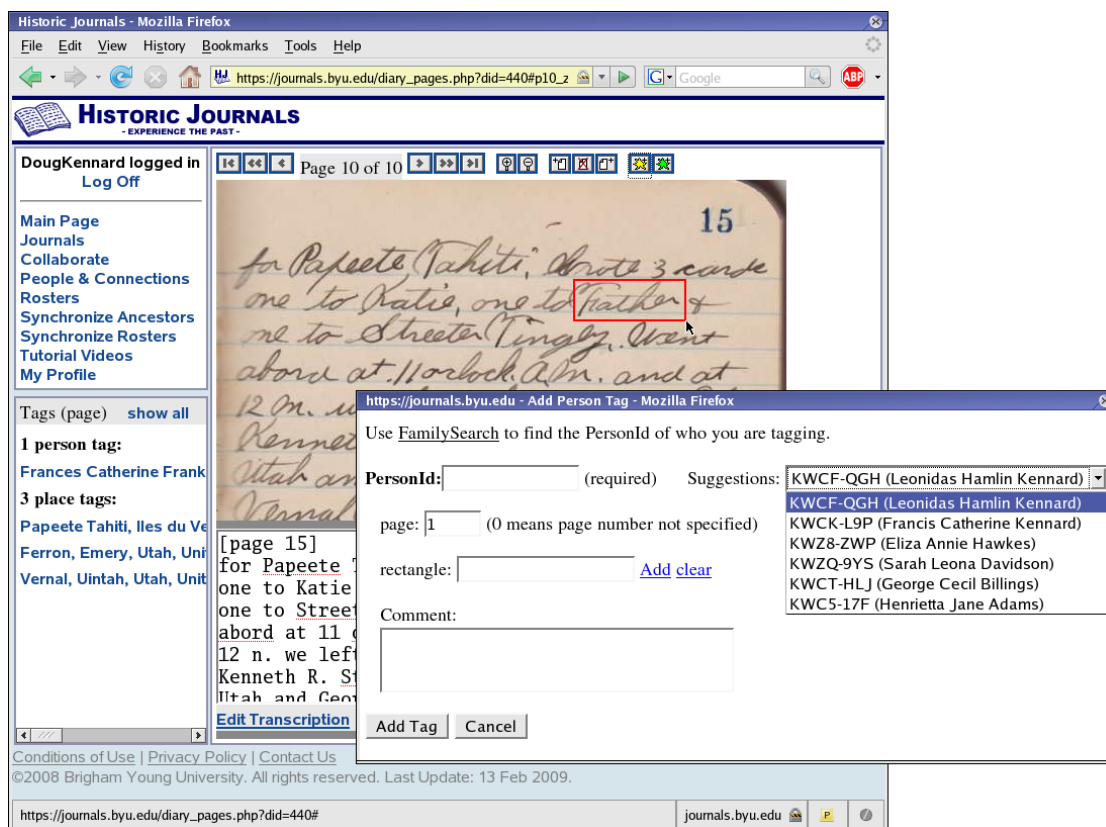 Historic Journals - Mozilla Firefox
File Edit View History Bookmarks Tools Help
https://journals.byu.edu/diary_pages.php?did=440#p10_z
G Google
ABP
HISTORIC JOURNALS
- EXPERIENCE THE PAST -
DougKennard logged in
Log Off
Main Page
Journals
Collaborate
People & Connections
Rosters
Synchronize Ancestors
Synchronize Rosters
Tutorial Videos
My Profile
Tags (page) show all
1 person tag:
Frances Catherine Frank
3 place tags:
Papeete Tahiti, Iles du Ve
Ferron, Emery, Utah, Uni
Vernal, Uintah, Utah, Unit
Page 10 of 10
15
for Papeete, Tahiti, Wrote 3 cards
one to Katie, one to Father &
one to Streeter Tingey. Went
abord at 11 oclock. A.M. and at
12 M. w
Kennet
Utah an
Vernal
[page 15]
for Papeete T
one to Katie
one to Street
abord at 11 o
12 n. we left
Kenneth R. St
Utah and Geor
Edit Transcription
https://journals.byu.edu - Add Person Tag - Mozilla Firefox
Use FamilySearch to find the PersonId of who you are tagging.
PersonId: (required) Suggestions: KWCF-QGH (Leonidas Hamlin Kennard)
KWCF-QGH (Leonidas Hamlin Kennard)
KWCK-L9P (Francis Catherine Kennard)
KWZ8-ZWP (Eliza Annie Hawkes)
KWZQ-9YS (Sarah Leona Davidson)
KWCT-HLJ (George Cecil Billings)
KWC5-17F (Henrietta Jane Adams)
page: 1 (0 means page number not specified)
rectangle: Add clear
Comment:
Add Tag Cancel
Conditions of Use | Privacy Policy | Contact Us
©2008 Brigham Young University. All rights reserved. Last Update: 13 Feb 2009.
https://journals.byu.edu/diary_pages.php?did=440#
journals.byu.edu
P